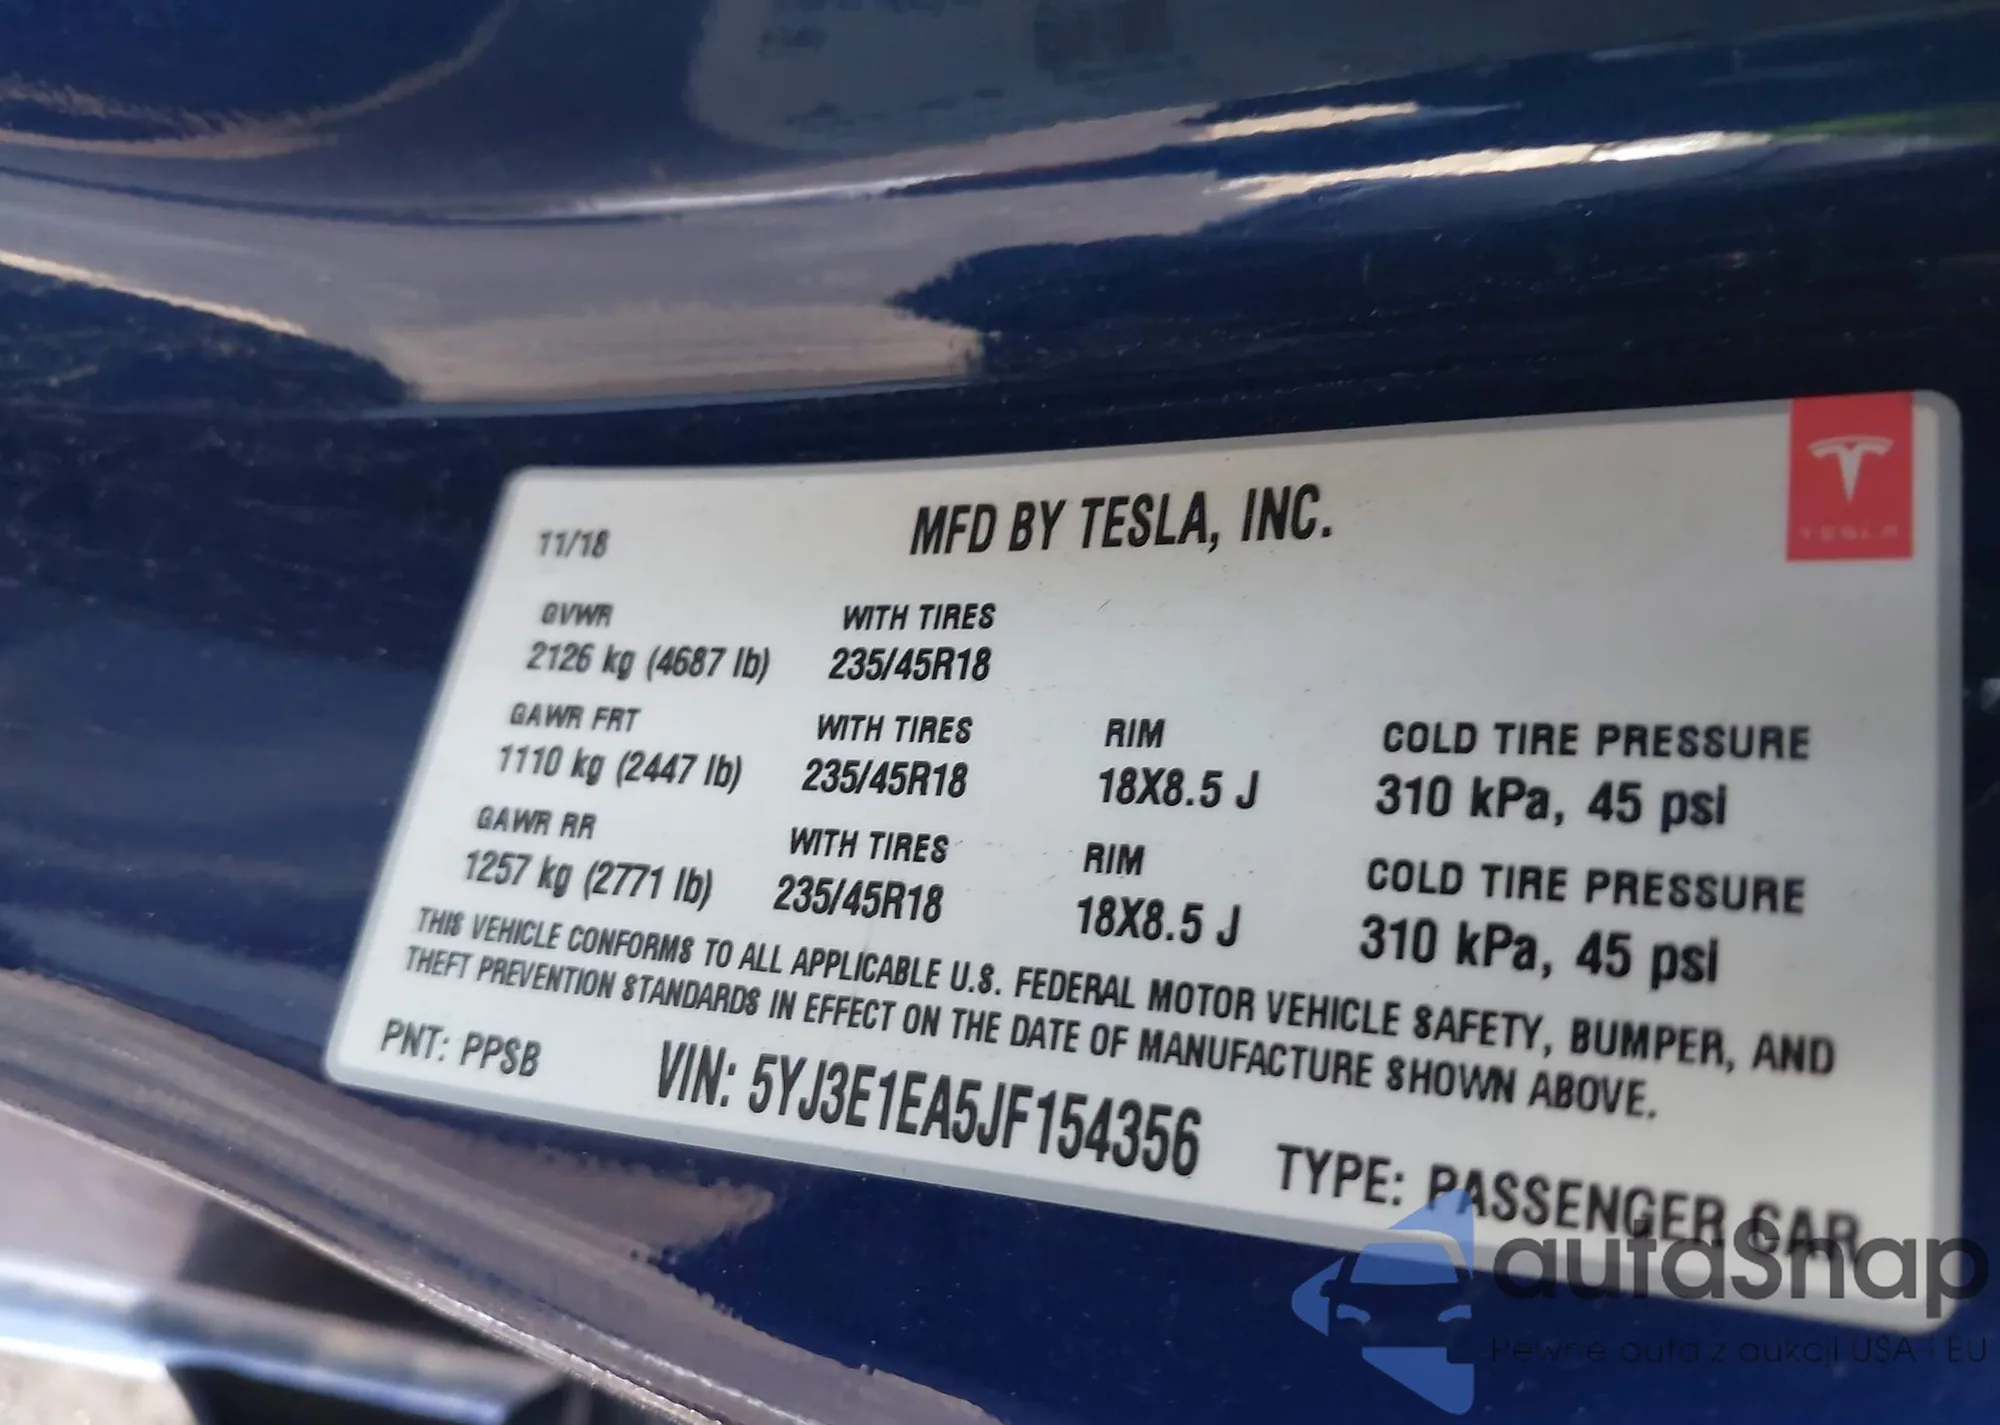 TESLA
11/18
MFD BY TESLA, INC.
GVWR
WITH TIRES
2126 kg (4687 lb)
235/45R18
GAWR FRT
WITH TIRES
RIM
COLD TIRE PRESSURE
1110 kg (2447 lb)
235/45R18
18X8.5 J
310 kPa, 45 psi
GAWR RR
WITH TIRES
RIM
COLD TIRE PRESSURE
1257 kg (2771 lb)
235/45R18
18X8.5 J
310 kPa, 45 psi
THIS VEHICLE CONFORMS TO ALL APPLICABLE U.S. FEDERAL MOTOR VEHICLE SAFETY, BUMPER, AND
THEFT PREVENTION STANDARDS IN EFFECT ON THE DATE OF MANUFACTURE SHOWN ABOVE.
PNT: PPSB
VIN: 5YJ3E1EA5JF154356
TYPE: PASSENGER CAR
autaSnap
Pewne auta z aukcji USA i EU